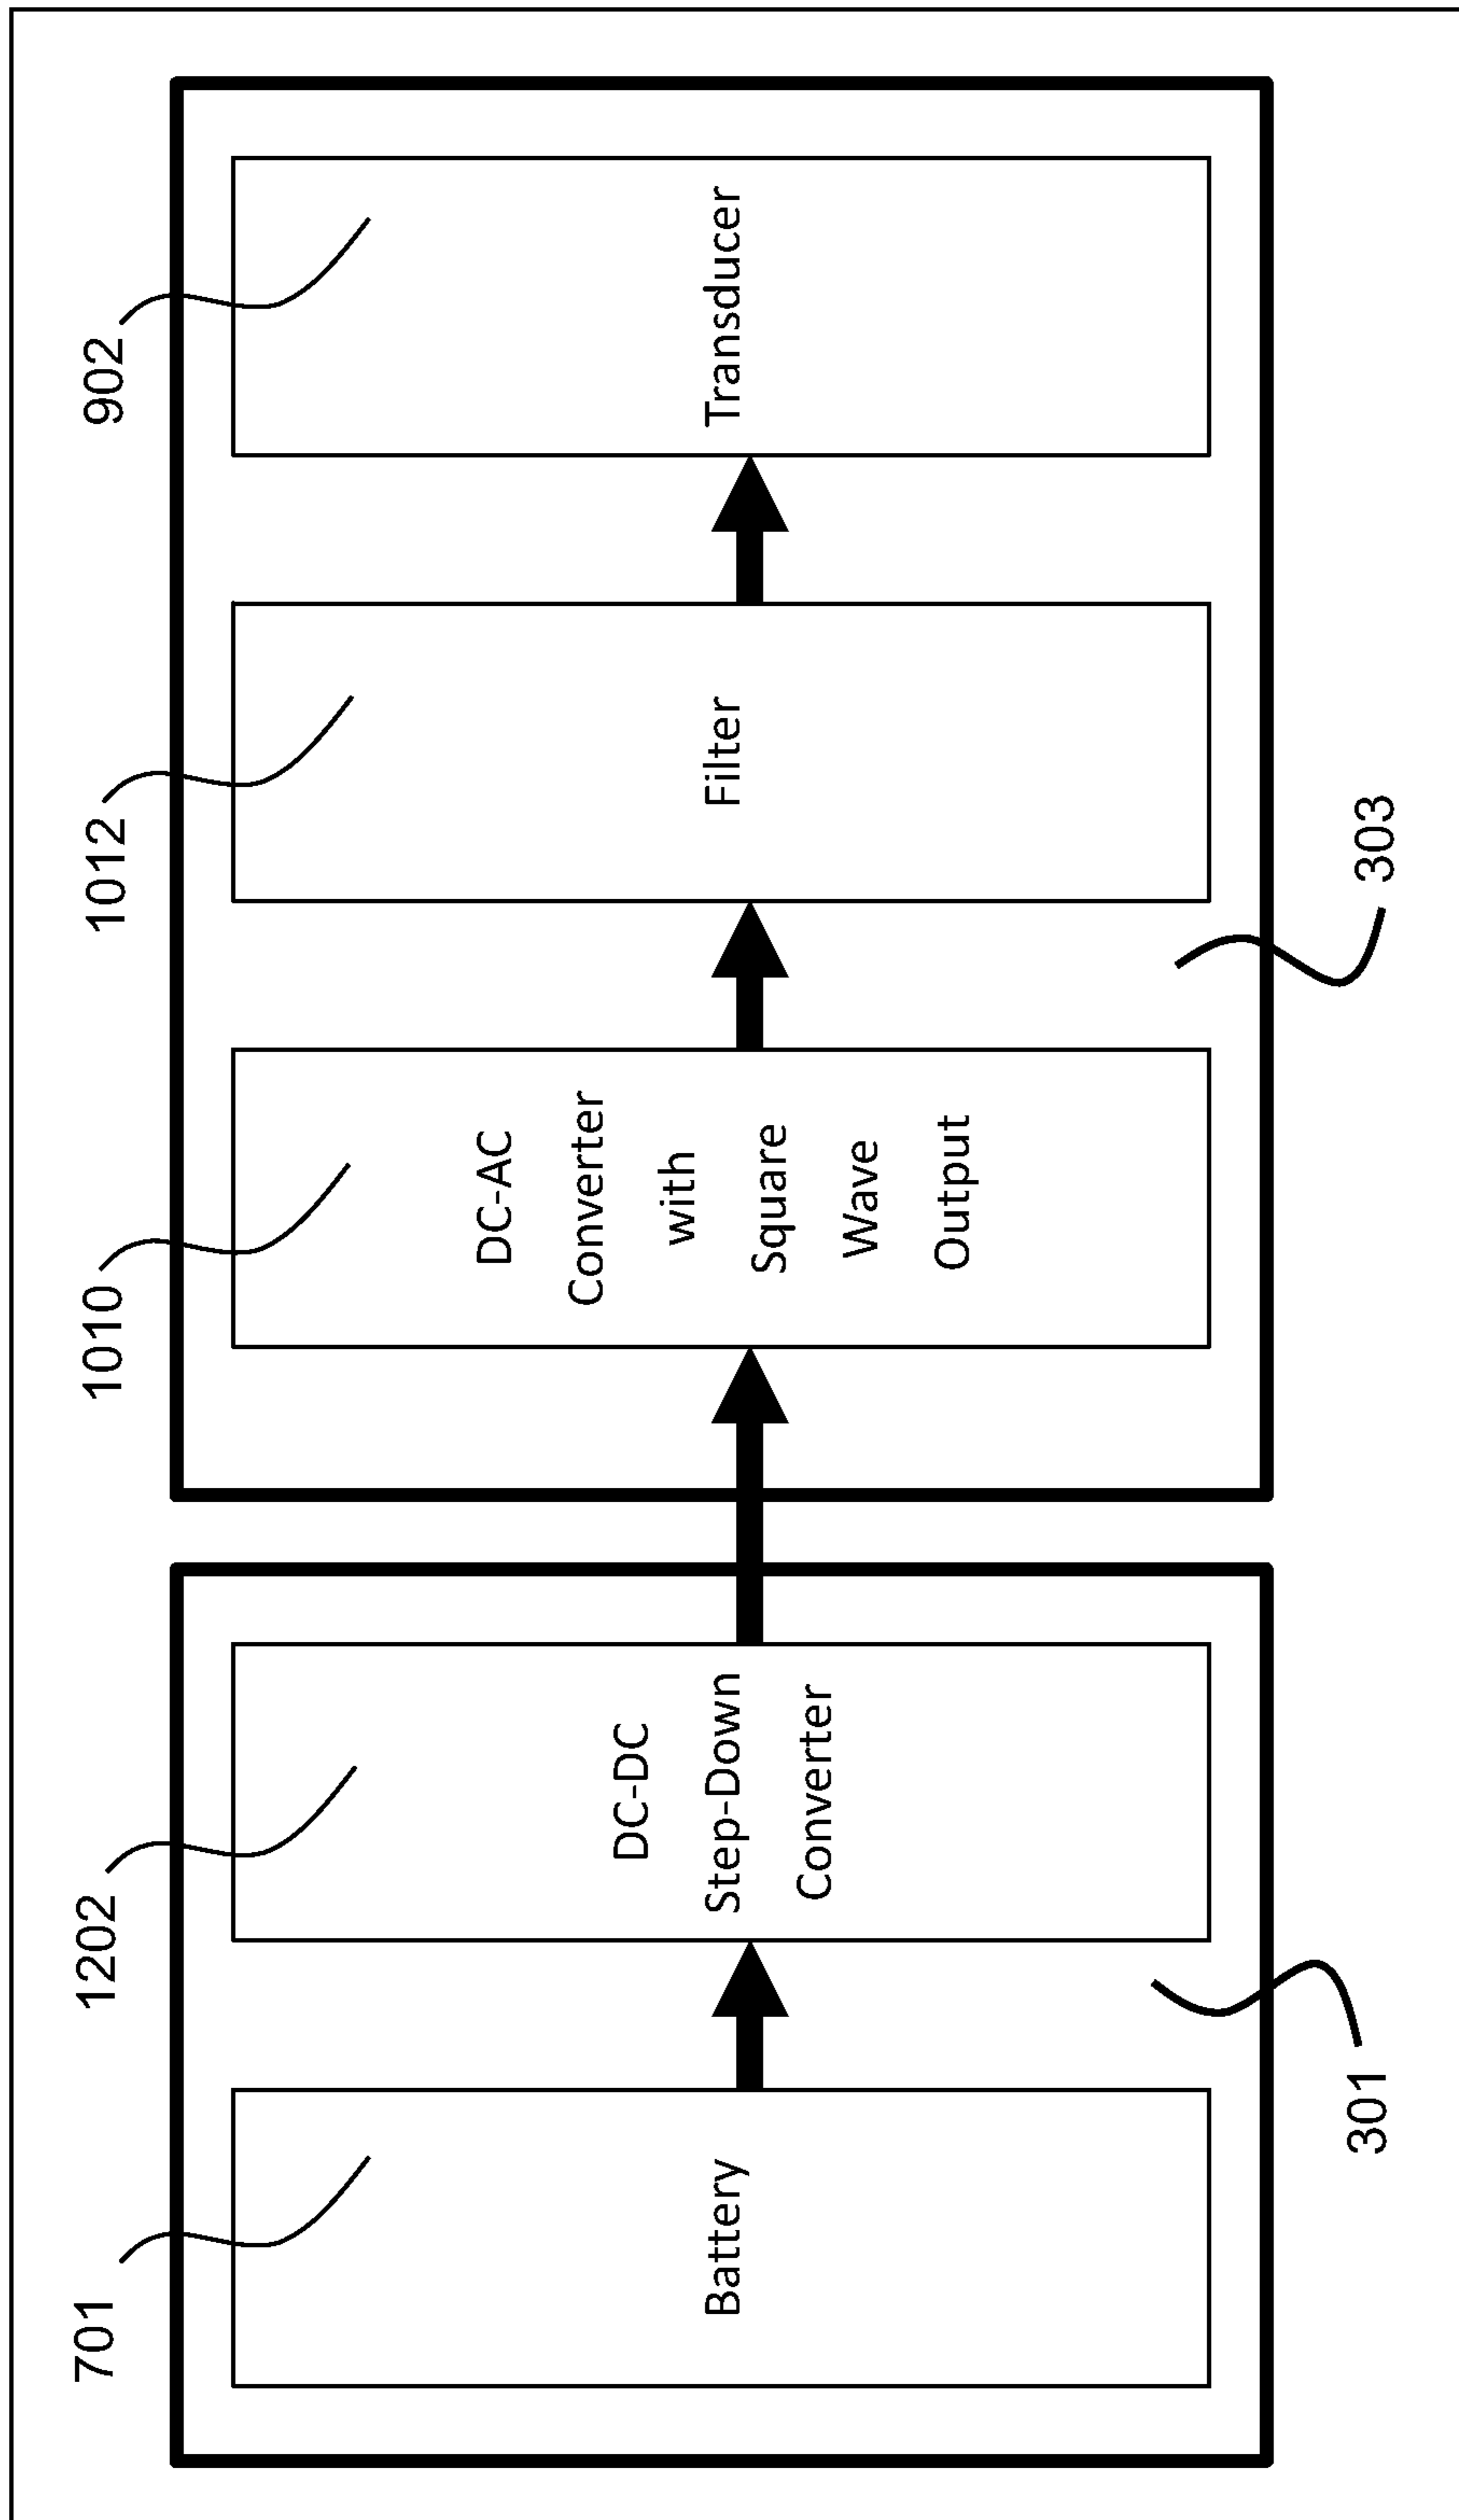 701
1202
1010
1012
902
Battery
DC-DC
Step-Down
Converter
DC-AC
Converter
with
Square
Wave
Output
Filter
Transducer
301
303